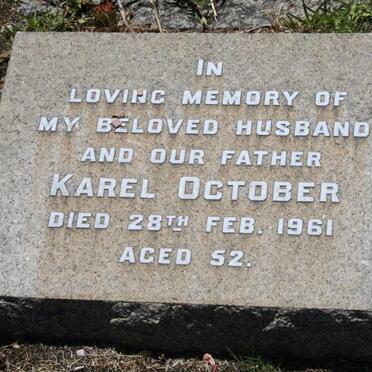 IN
LOVING MEMORY OF
MY BELOVED HUSBAND
AND OUR FATHER
KAREL OCTOBER
DIED 28TH FEB. 1961
AGED 52.